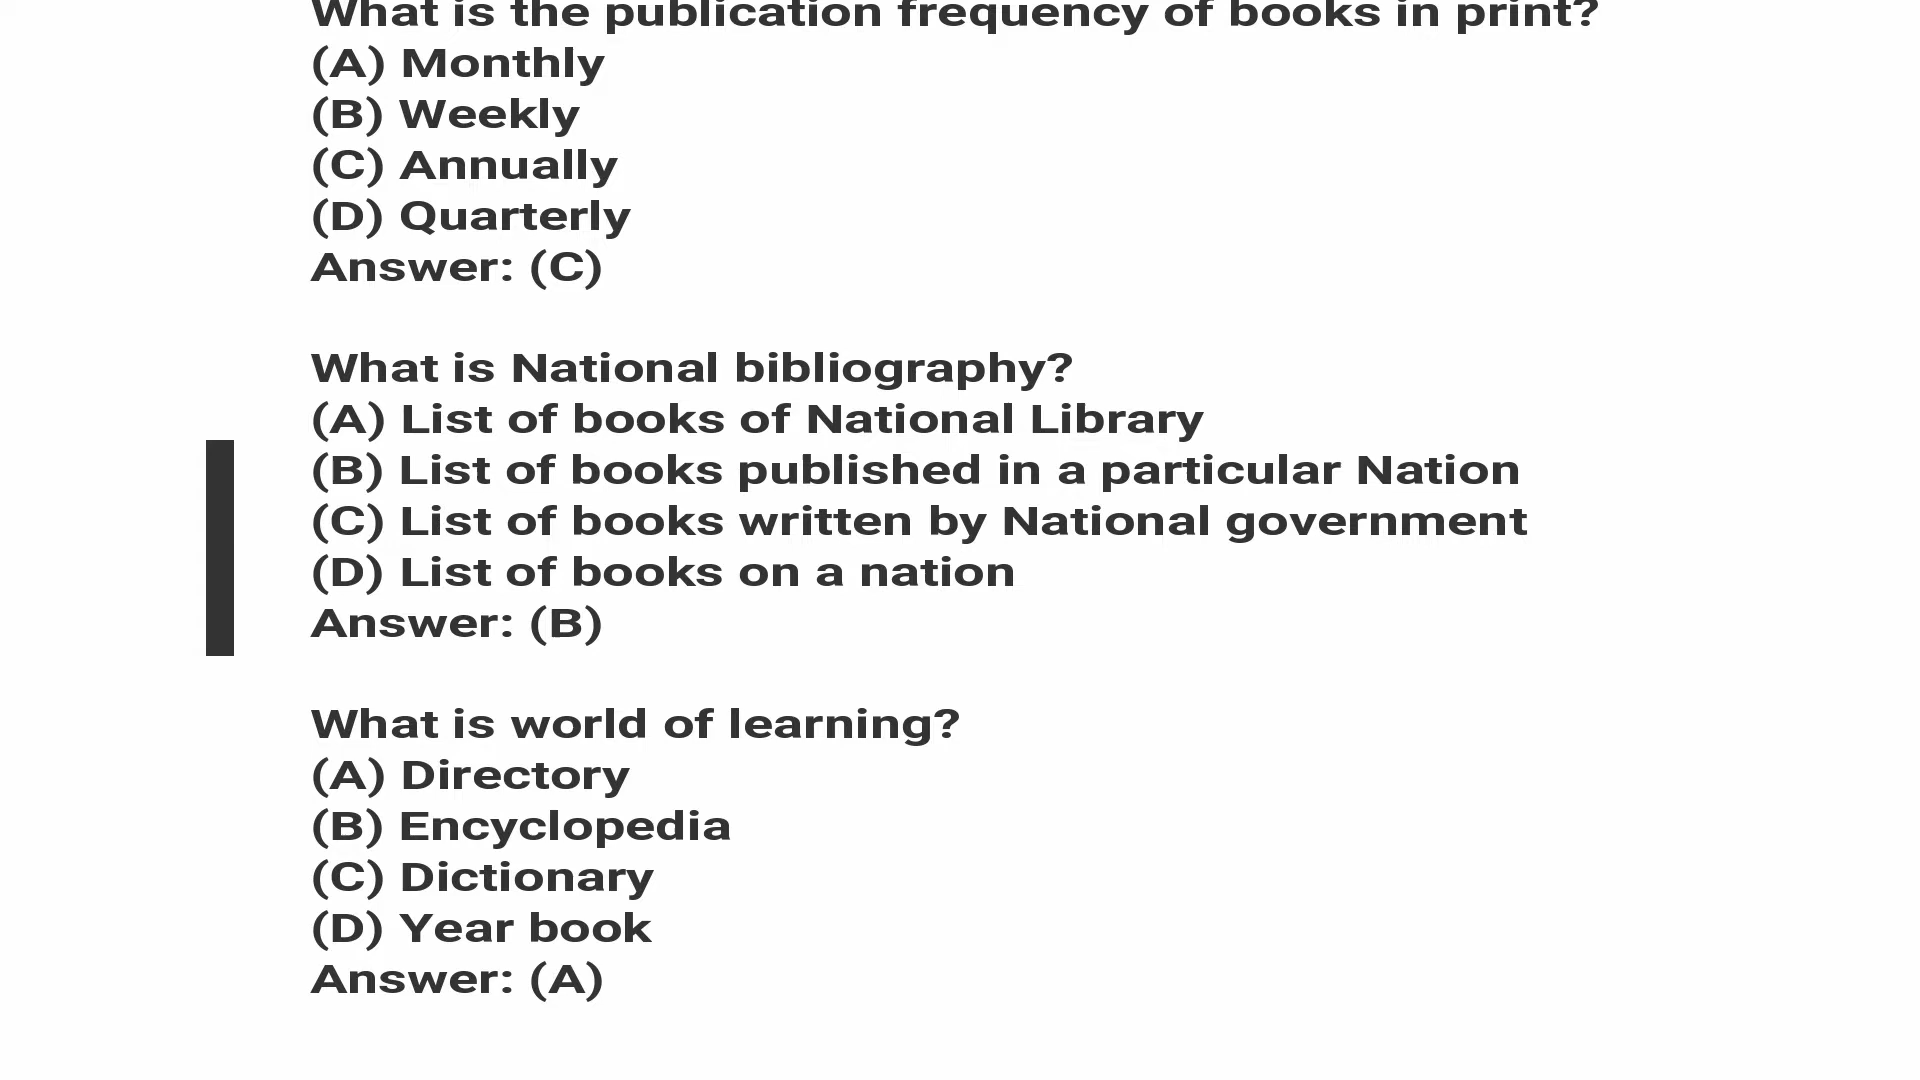 What is the publication frequency of books in print?
(A) Monthly
(B) Weekly
(C) Annually
(D) Quarterly
Answer: (C)
What is National bibliography?
(A) List of books of National Library
(B) List of books published in a particular Nation
(C) List of books written by National government
(D) List of books on a nation
Answer: (B)
What is world of learning?
(A) Directory
(B) Encyclopedia
(C) Dictionary
(D) Year book
Answer: (A)